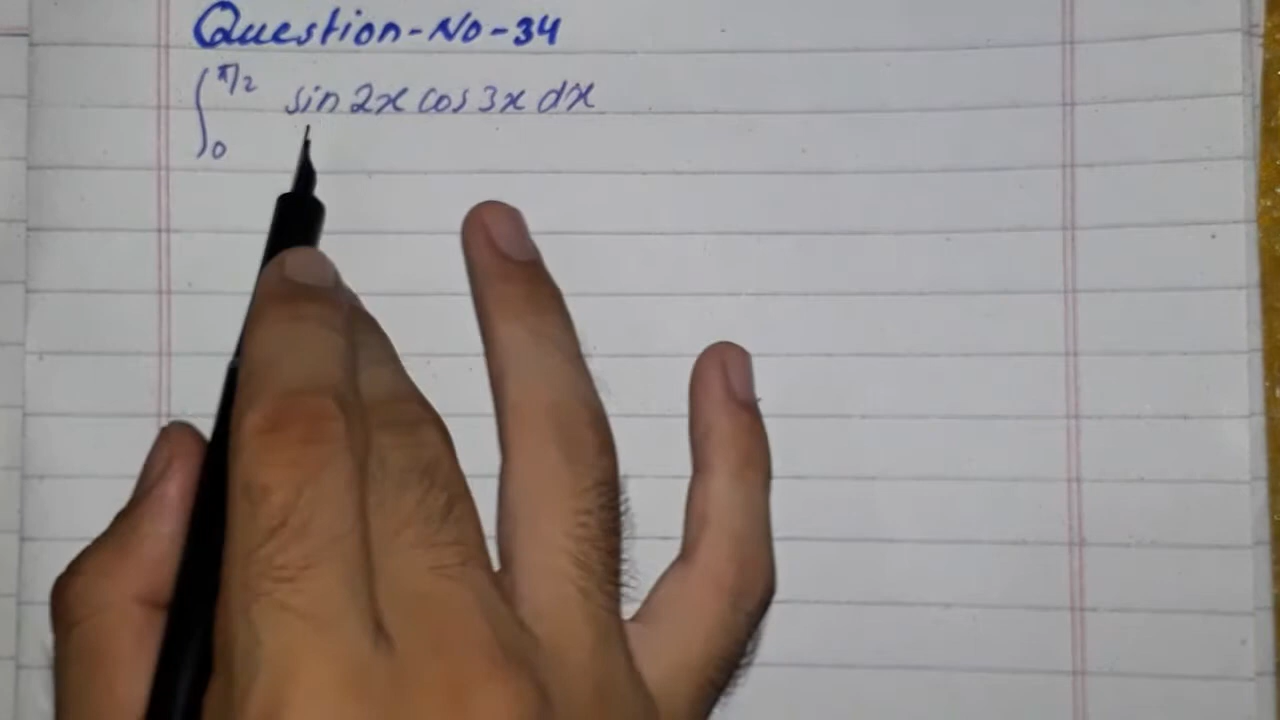 Question-No-34
∫₀^π/2 sin 2x cos 3x dx